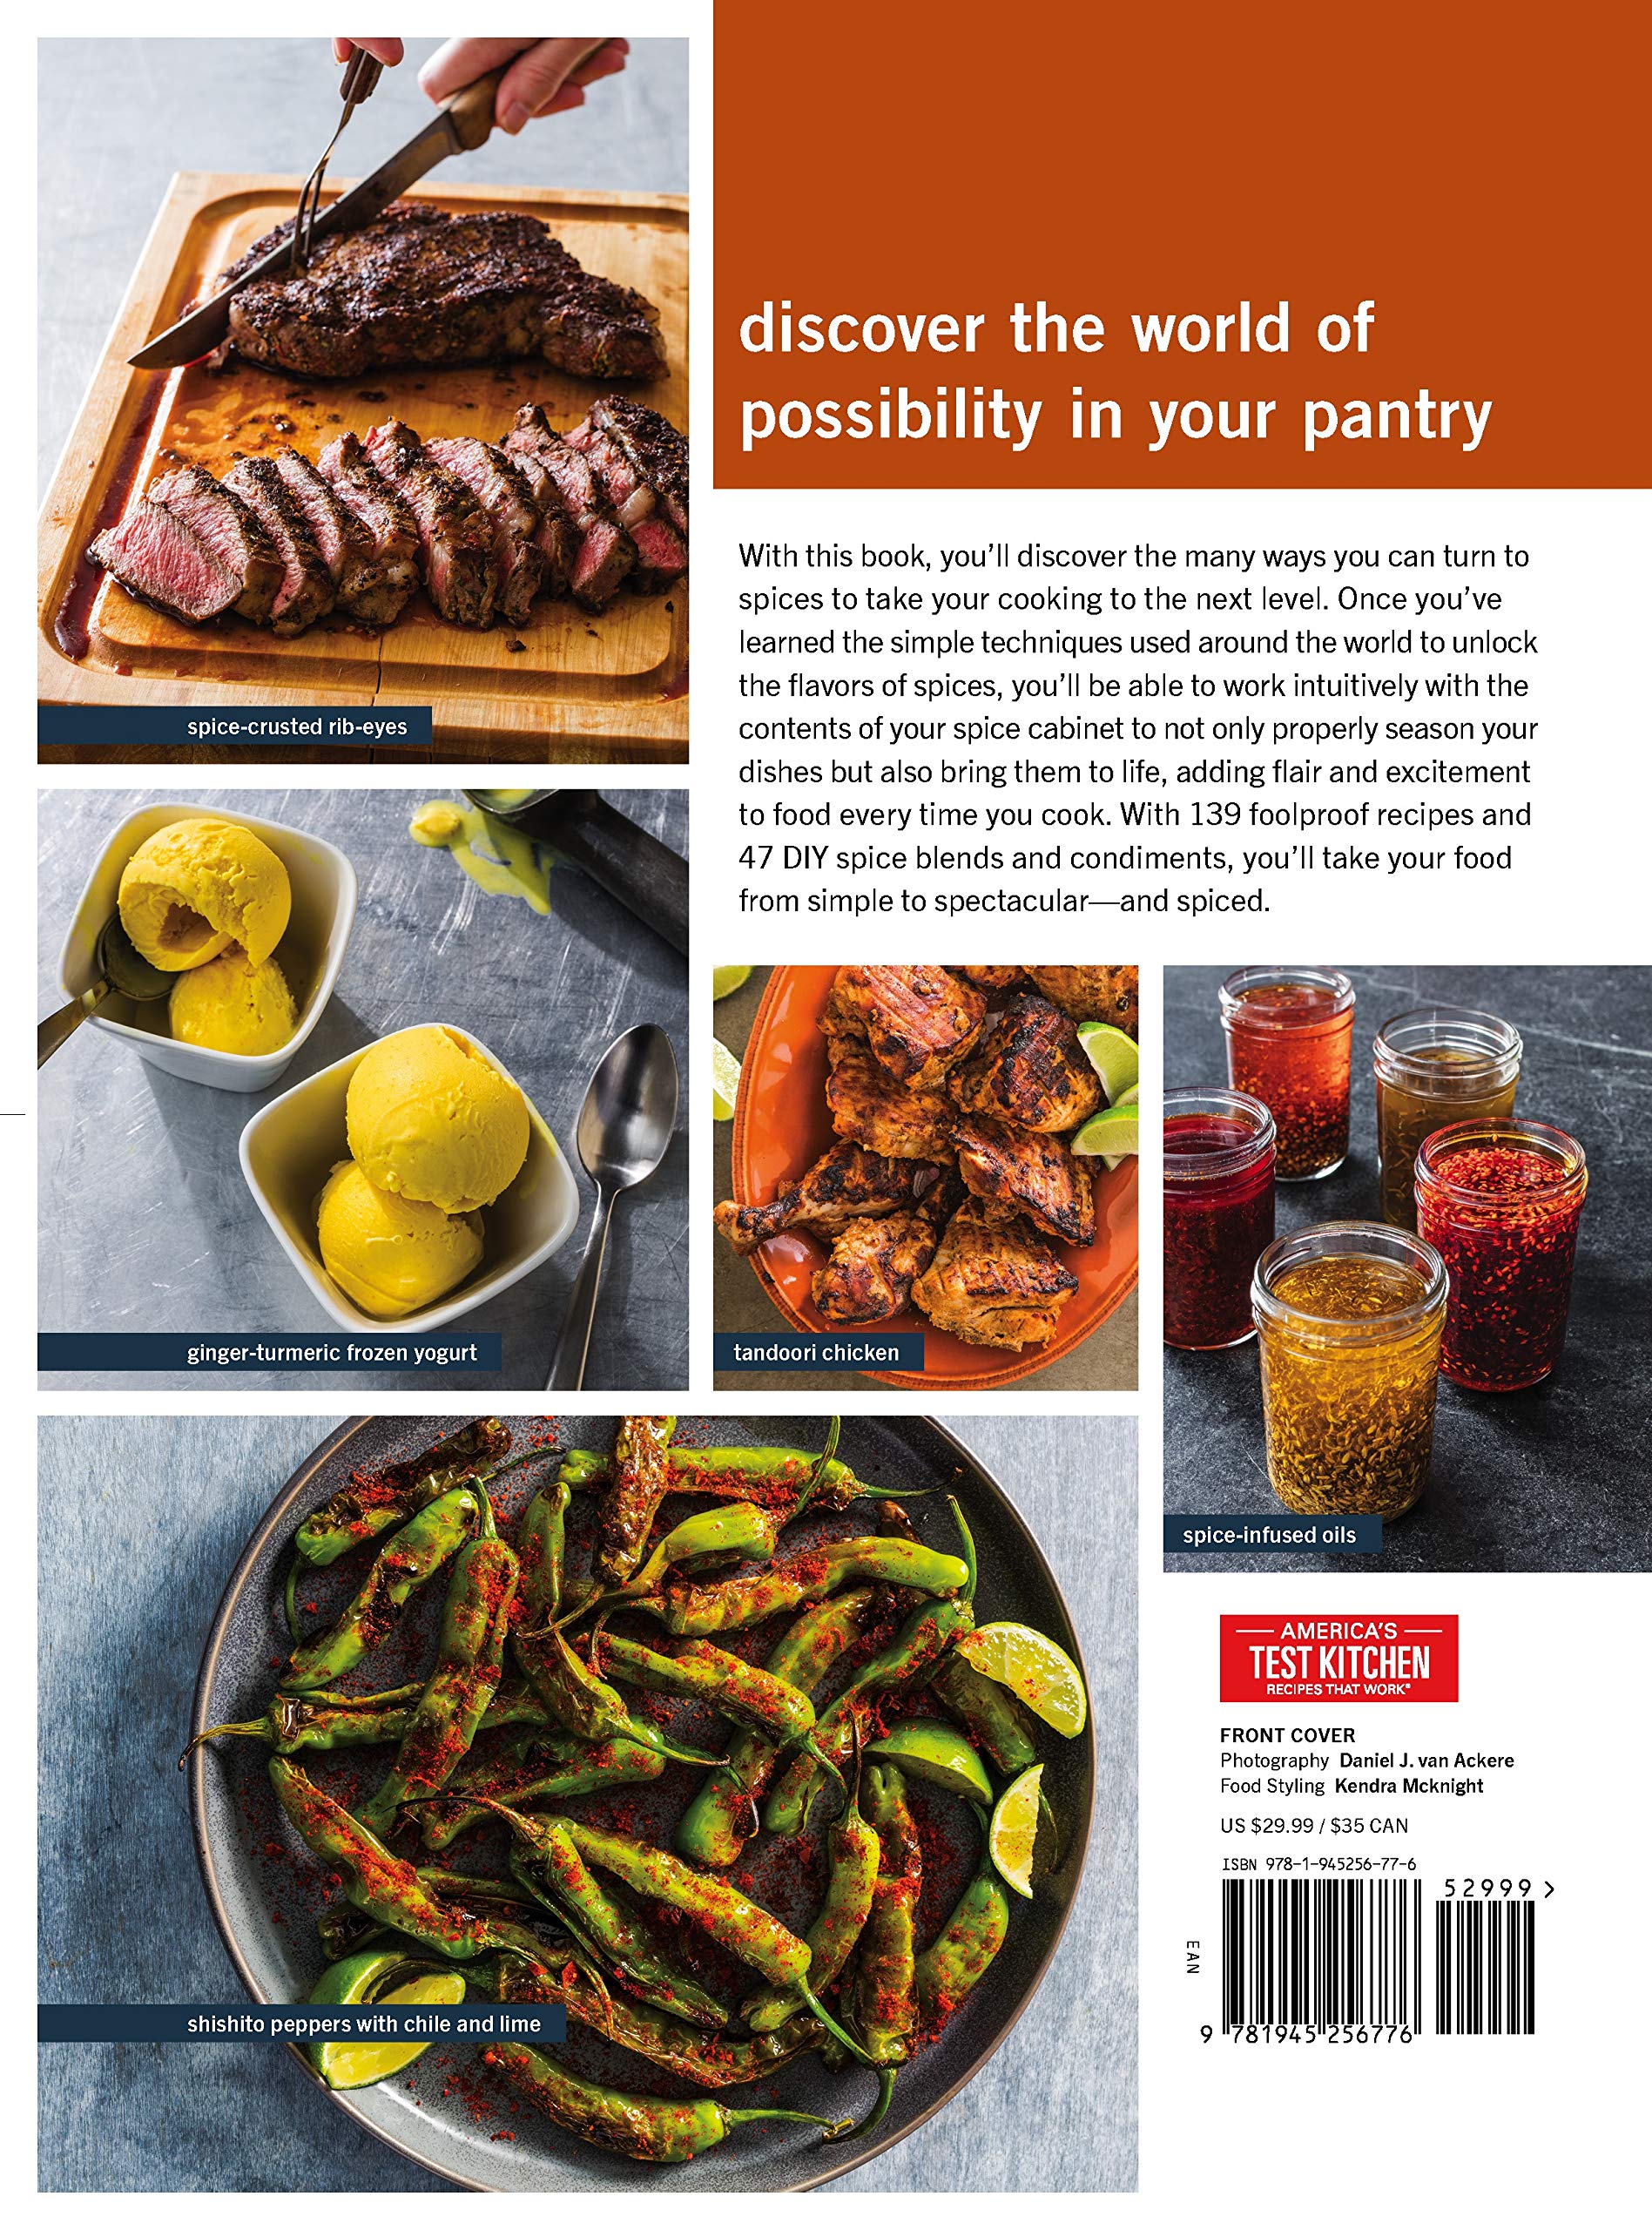 discover the world of
possibility in your pantry
With this book, you’ll discover the many ways you can turn to
spices to take your cooking to the next level. Once you’ve
learned the simple techniques used around the world to unlock
the flavors of spices, you’ll be able to work intuitively with the
contents of your spice cabinet to not only properly season your
dishes but also bring them to life, adding flair and excitement
to food every time you cook. With 139 foolproof recipes and
47 DIY spice blends and condiments, you’ll take your food
from simple to spectacular—and spiced.
spice-crusted rib-eyes
ginger-turmeric frozen yogurt
tandoori chicken
spice-infused oils
shishito peppers with chile and lime
AMERICA'S
TEST KITCHEN
RECIPES THAT WORK®
FRONT COVER
Photography Daniel J. van Ackere
Food Styling Kendra Mcknight
US $29.99 / $35 CAN
ISBN 978-1-945256-77-6
52999>
EAN
9 781945 256776